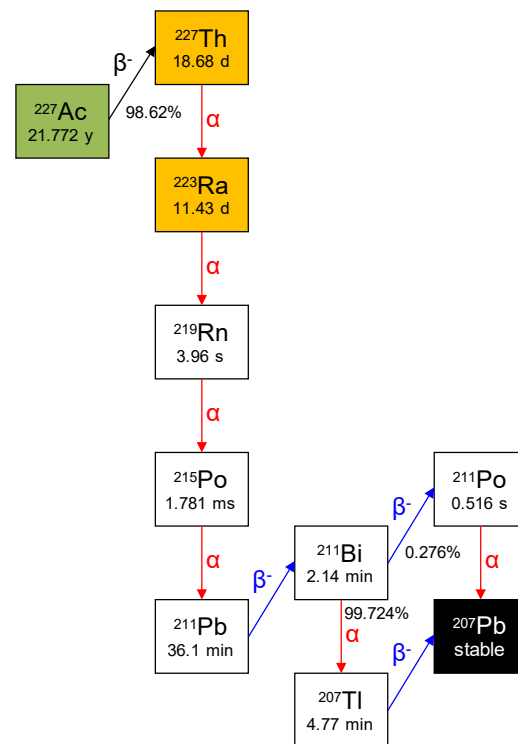 ²²⁷Th
18.68 d
β⁻
²²⁷Ac
21.772 y
98.62%
α
²²³Ra
11.43 d
α
²¹⁹Rn
3.96 s
α
²¹⁵Po
1.781 ms
²¹¹Po
0.516 s
β⁻
α
²¹¹Bi
2.14 min
0.276%
α
β⁻
99.724%
²¹¹Pb
36.1 min
α
β⁻
²⁰⁷Pb
stable
²⁰⁷Tl
4.77 min